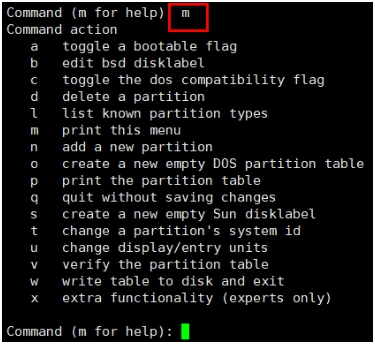 Command (m for help) m
Command action
a   toggle a bootable flag
b   edit bsd disklabel
c   toggle the dos compatibility flag
d   delete a partition
l   list known partition types
m   print this menu
n   add a new partition
o   create a new empty DOS partition table
p   print the partition table
q   quit without saving changes
s   create a new empty Sun disklabel
t   change a partition's system id
u   change display/entry units
v   verify the partition table
w   write table to disk and exit
x   extra functionality (experts only)
Command (m for help):